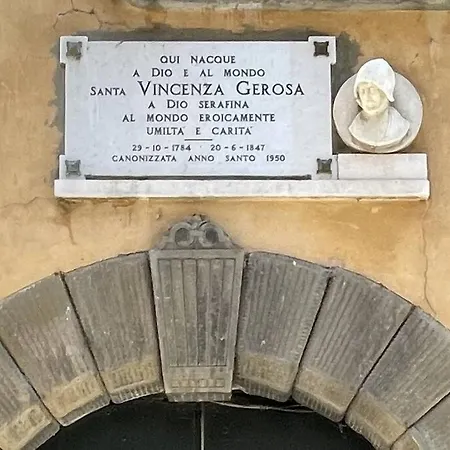 QUI NACQUE
A DIO E AL MONDO
SANTA VINCENZA GEROSA
A DIO SERAFINA
AL MONDO EROICAMENTE
UMILTÀ E CARITÀ
29-10-1784 20-6-1847
CANONIZZATA ANNO SANTO 1950